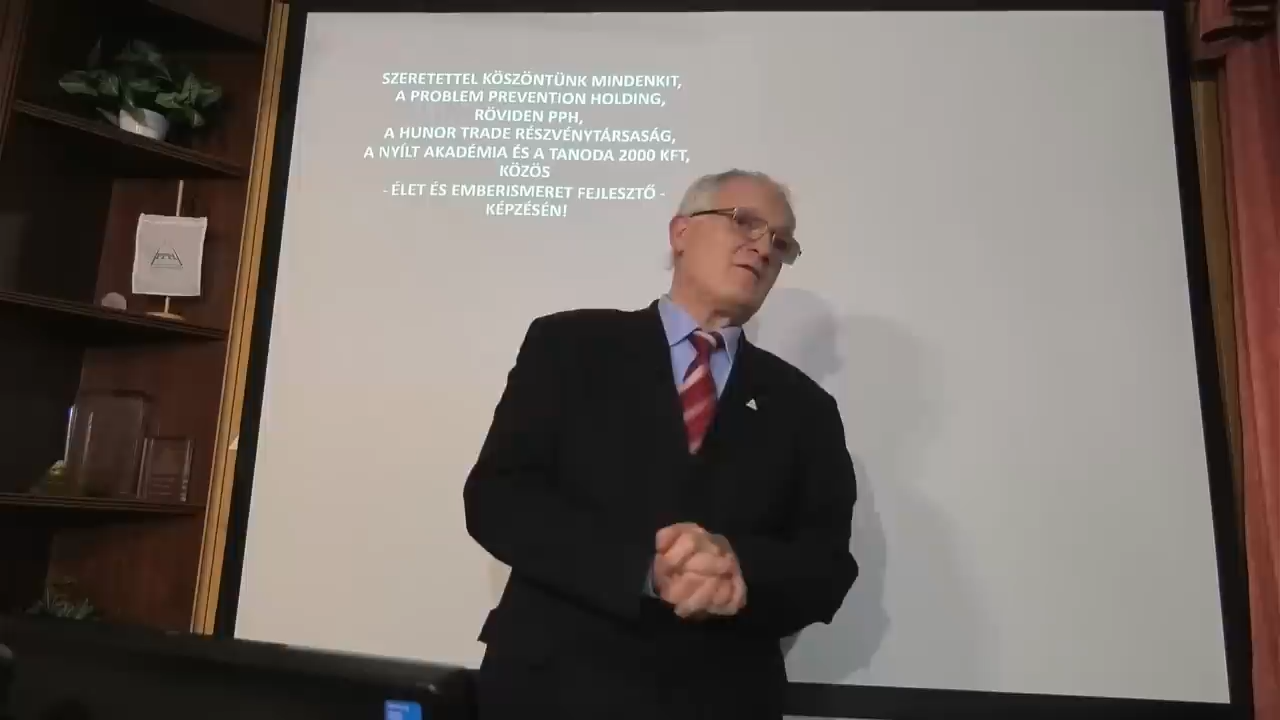 SZERETETTEL KÖSZÖNTÜNK MINDENKIT,
A PROBLEM PREVENTION HOLDING,
RÖVIDEN PPH,
A HUNOR TRADE RÉSZVÉNYTÁRSASÁG,
A NYÍLT AKADÉMIA ÉS A TANODA 2000 KFT,
KÖZÖS
- ÉLET ÉS EMBERISMERET FEJLESZTŐ -
KÉPZÉSÉN!